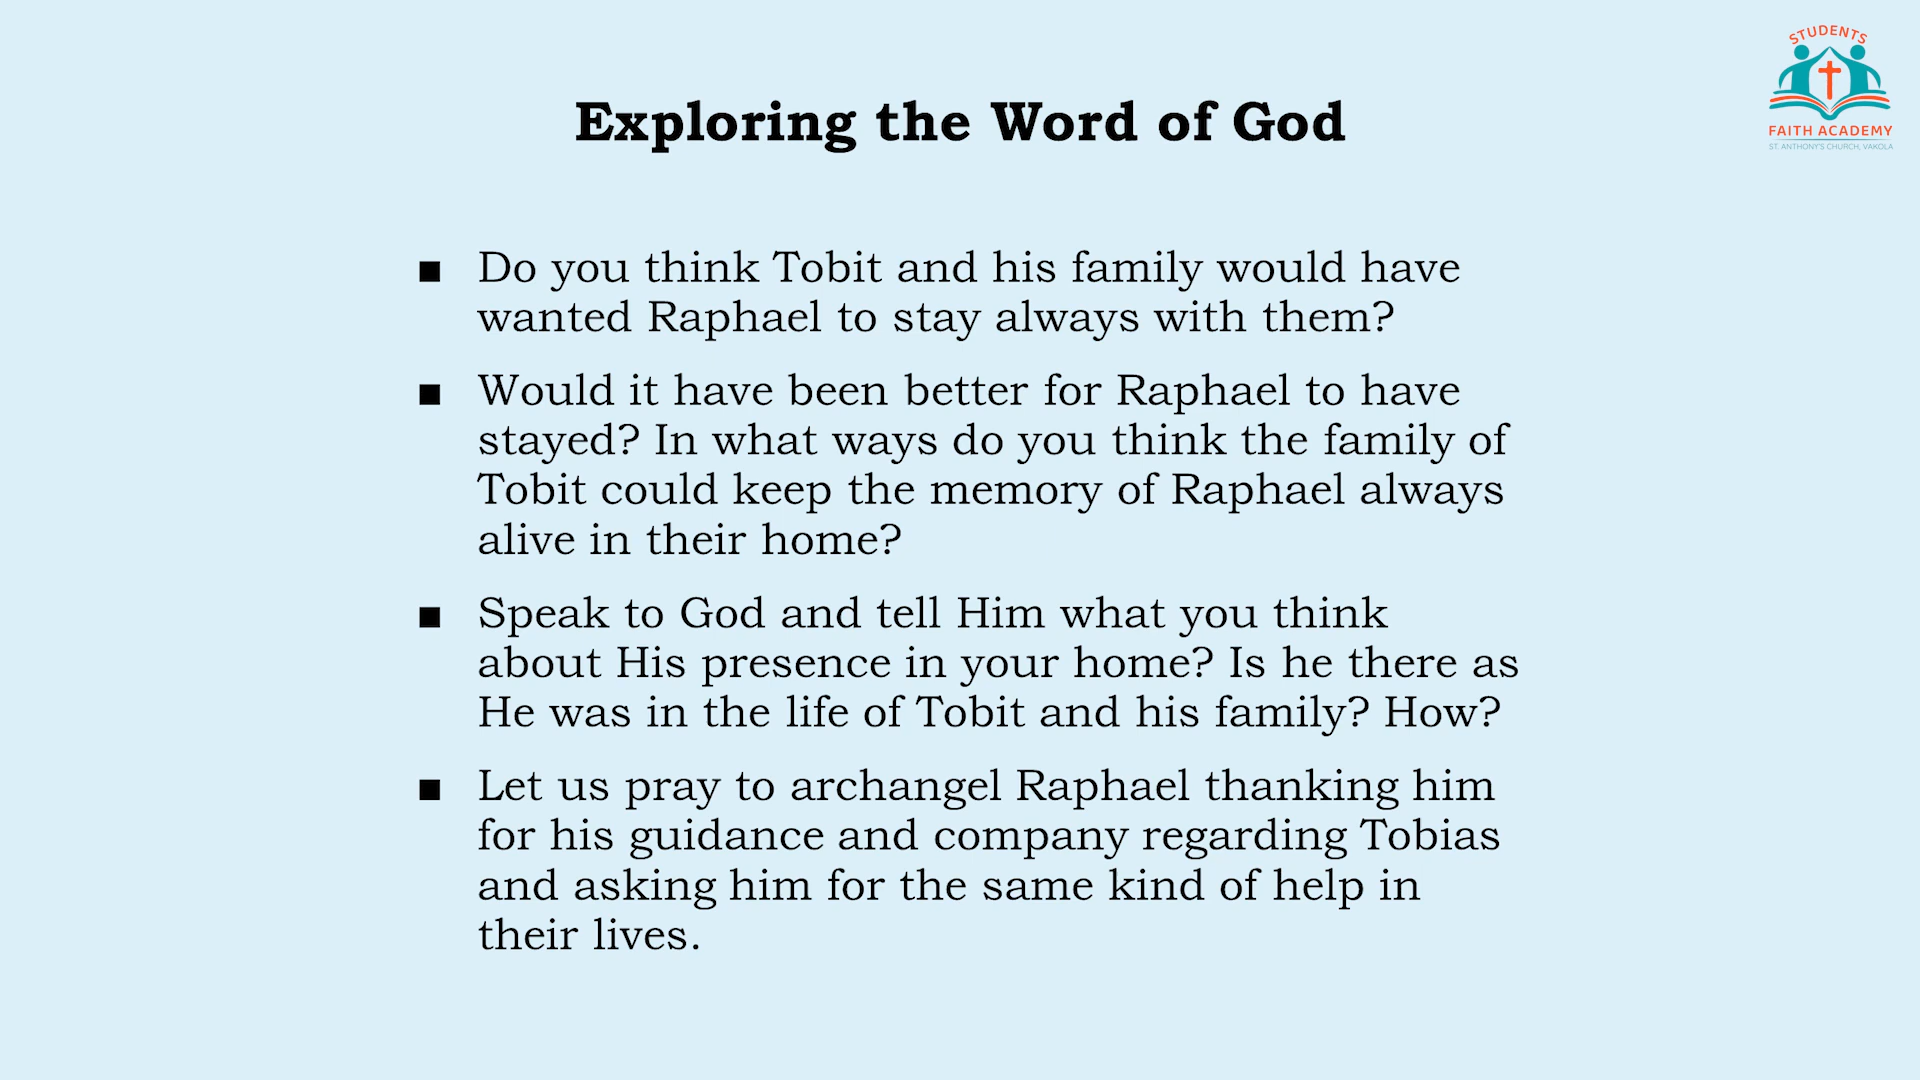 STUDENTS
FAITH ACADEMY
ST. ANTHONY'S CHURCH, VAKOLA
Exploring the Word of God
▪ Do you think Tobit and his family would have
wanted Raphael to stay always with them?
▪ Would it have been better for Raphael to have
stayed? In what ways do you think the family of
Tobit could keep the memory of Raphael always
alive in their home?
▪ Speak to God and tell Him what you think
about His presence in your home? Is he there as
He was in the life of Tobit and his family? How?
▪ Let us pray to archangel Raphael thanking him
for his guidance and company regarding Tobias
and asking him for the same kind of help in
their lives.